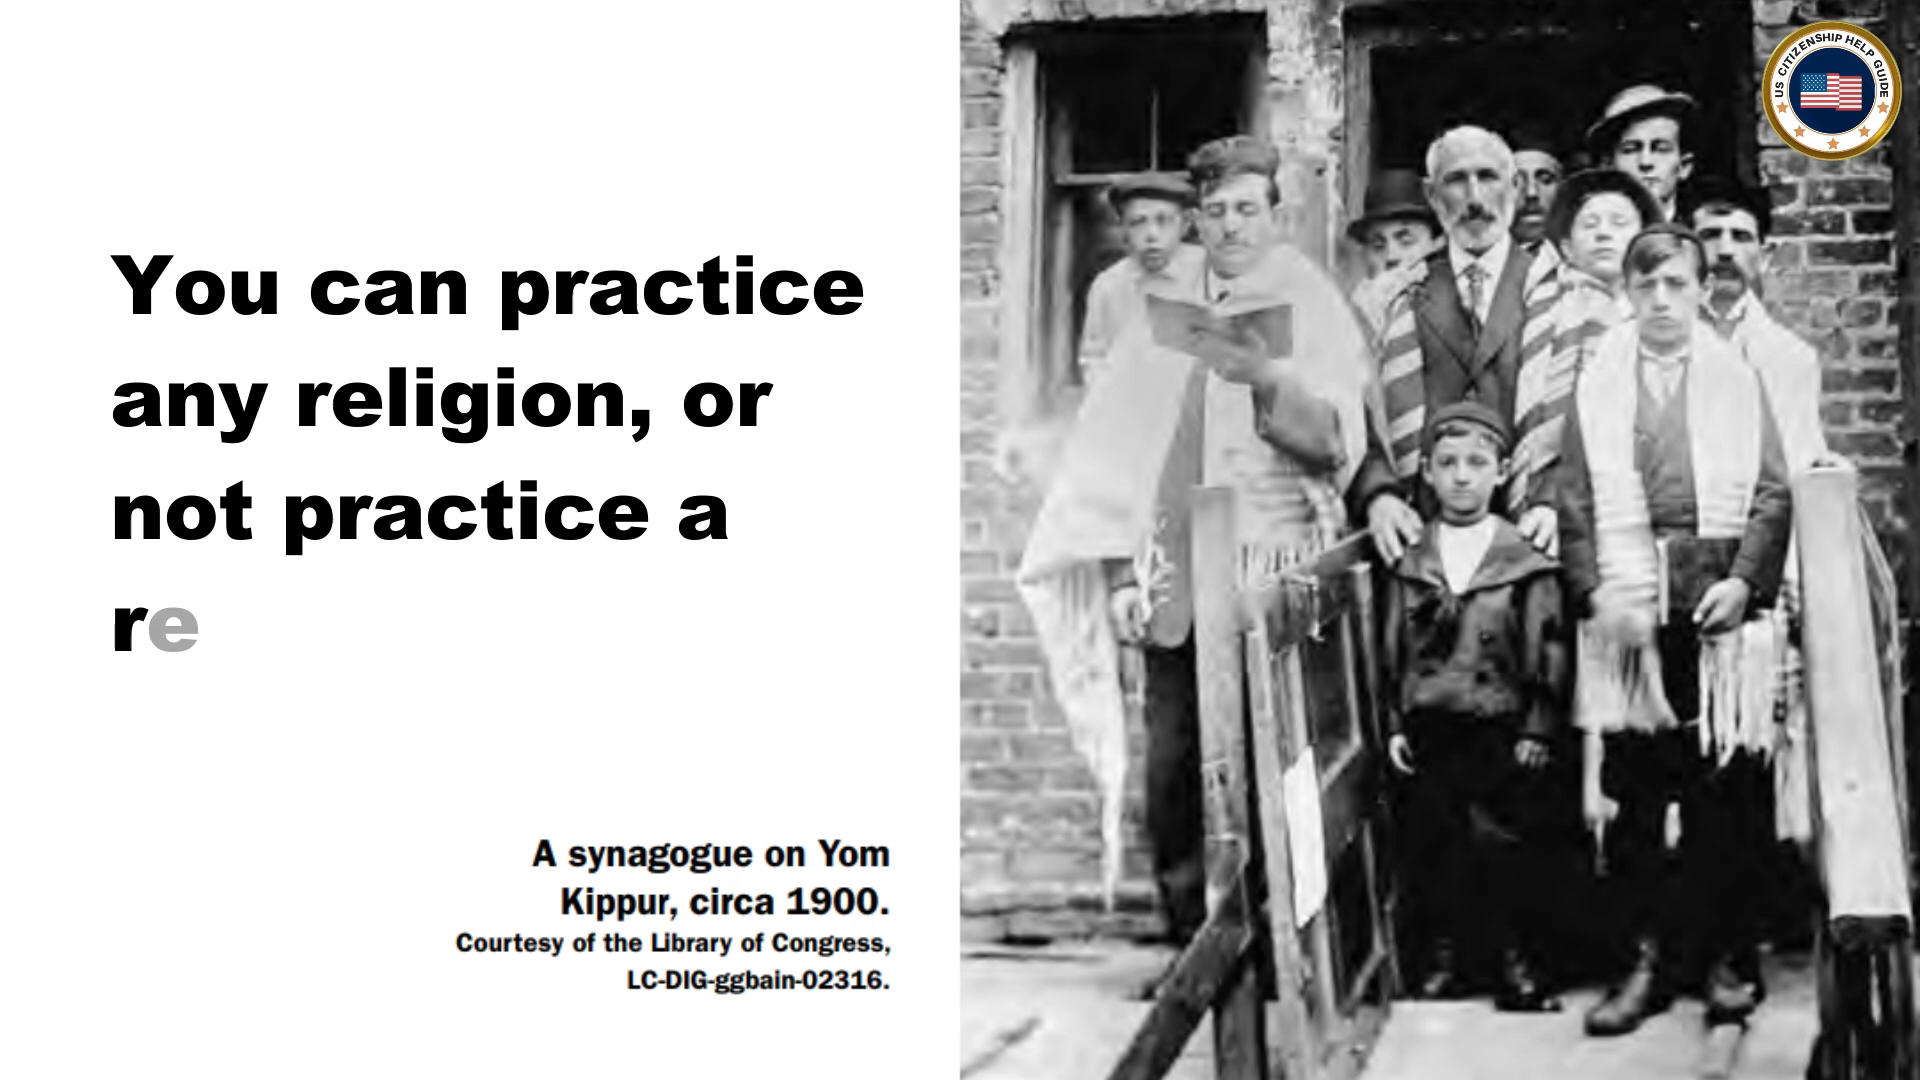 You can practice
any religion, or
not practice a
re
A synagogue on Yom
Kippur, circa 1900.
Courtesy of the Library of Congress,
LC-DIG-ggbain-02316.
US CITIZENSHIP HELP GUIDE